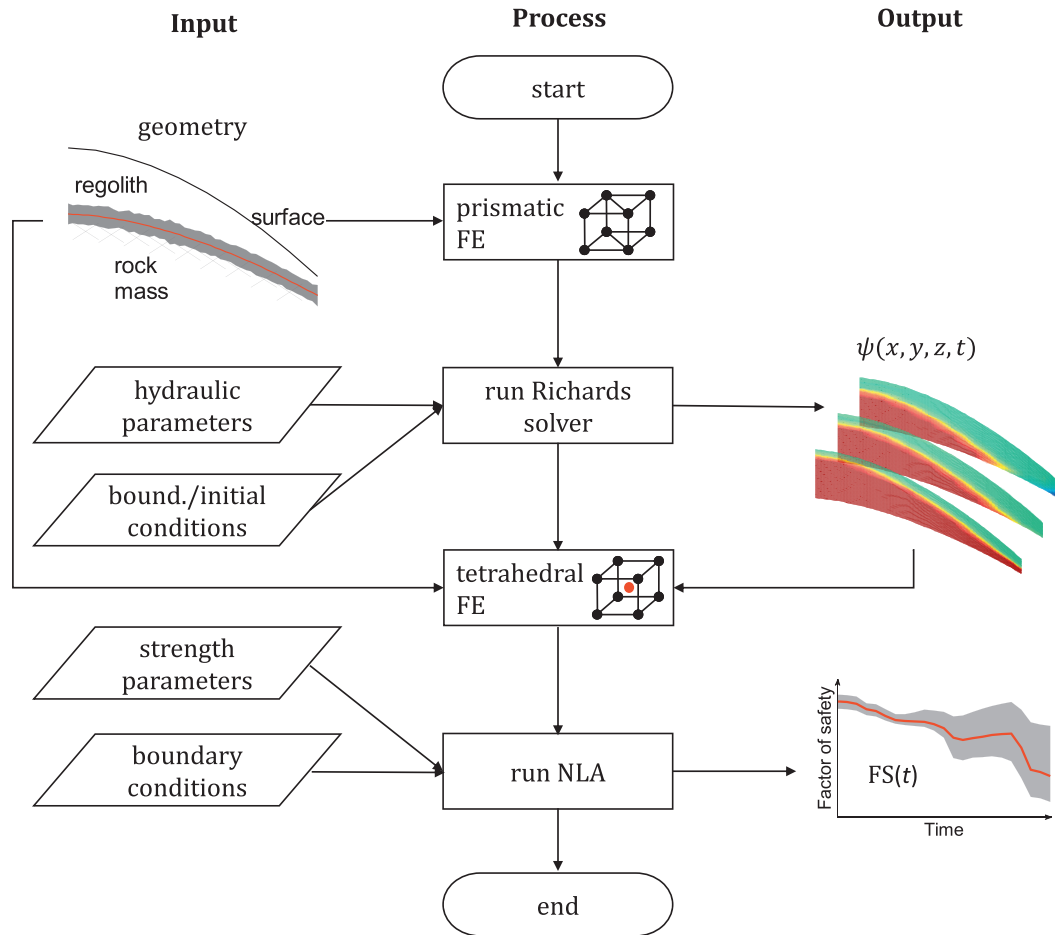 Input
Process
Output
start
geometry
regolith
surface
rock
mass
prismatic
FE
hydraulic
parameters
run Richards
solver
ψ(x, y, z, t)
bound./initial
conditions
tetrahedral
FE
strength
parameters
boundary
conditions
run NLA
Factor of safety
FS(t)
Time
end